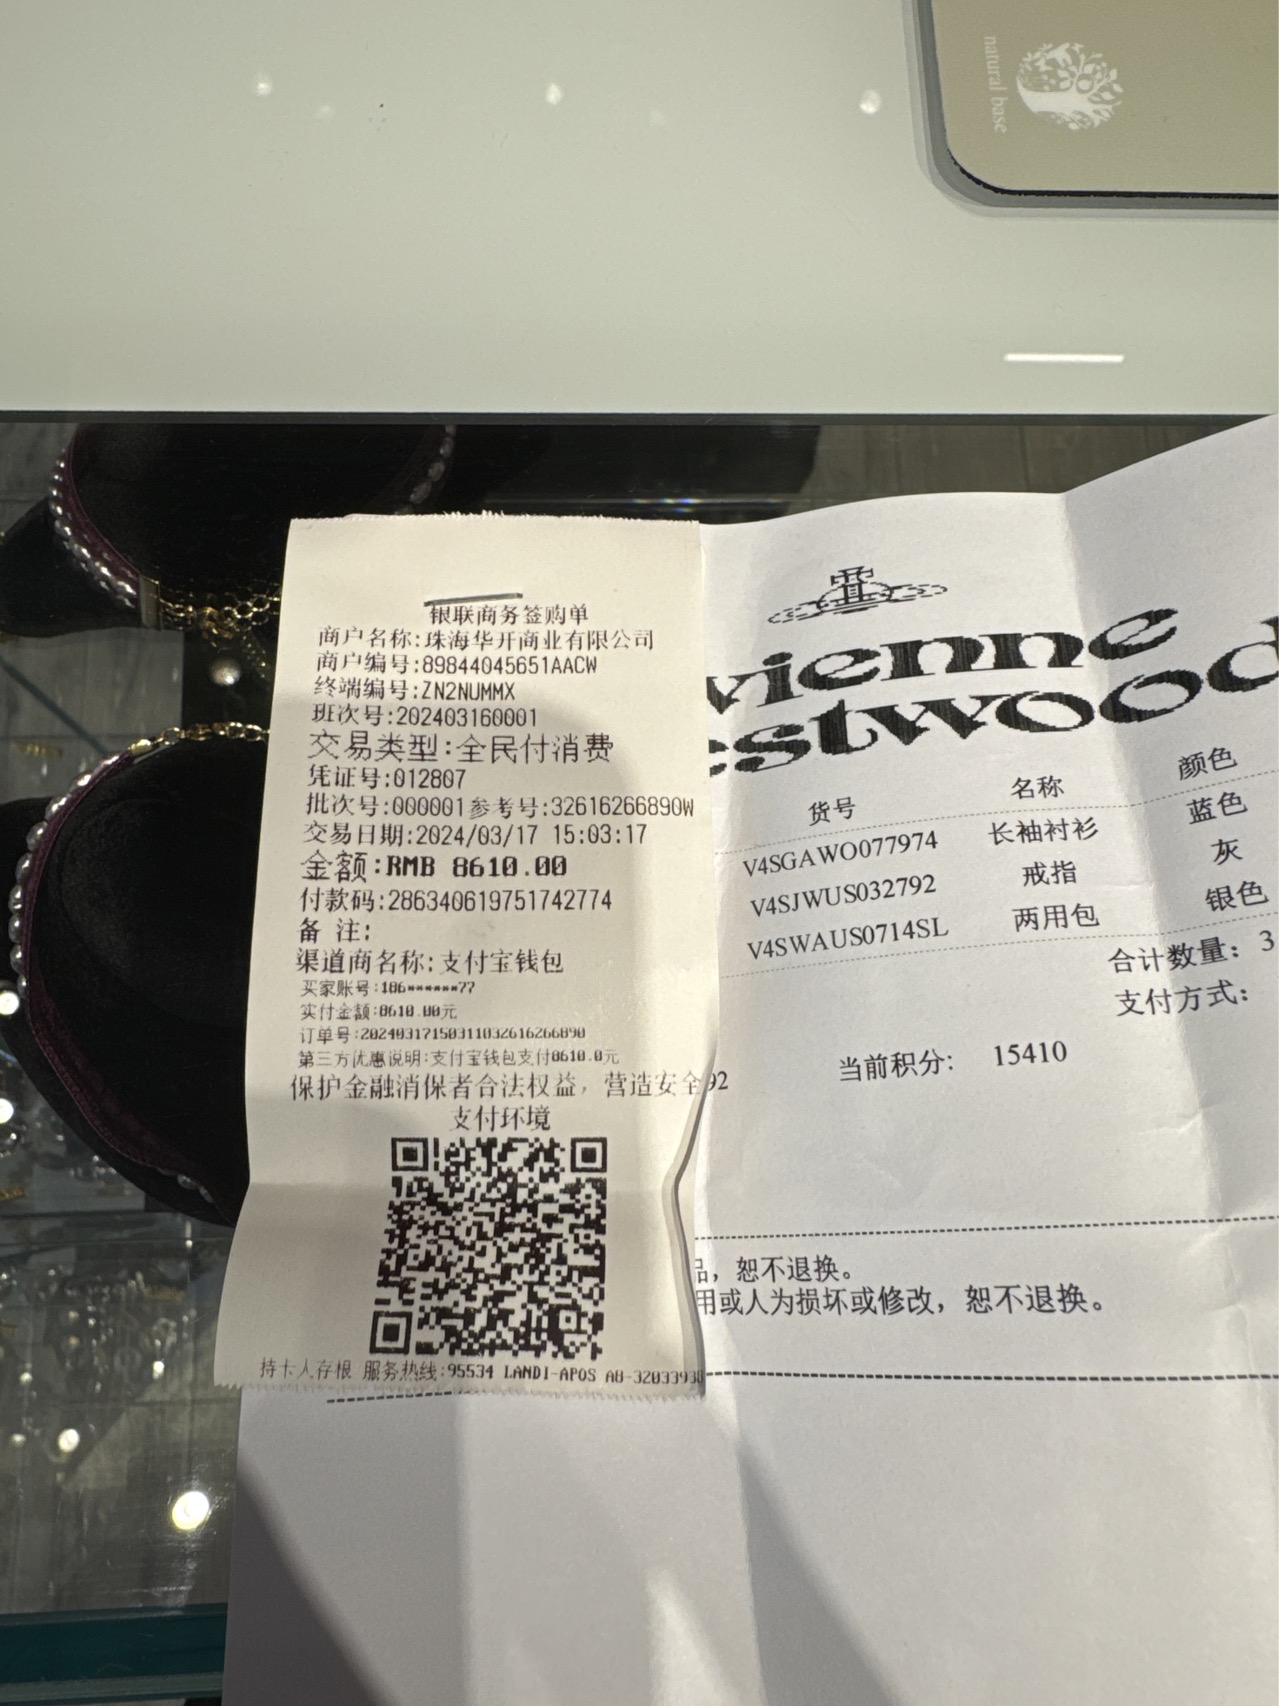 natural base
银联商务签购单
商户名称:珠海华开商业有限公司
商户编号:89844045651AACW
终端编号:ZN2NUMMX
班次号:202403160001
交易类型:全民付消费
凭证号:012807
批次号:000001参考号:32616266890W
交易日期:2024/03/17 15:03:17
金额:RMB 8610.00
付款码:286340619751742774
备 注:
渠道商名称:支付宝钱包
买家账号:186******77
实付金额:8610.00元
订单号:20240317150311032616266890
第三方优惠说明:支付宝钱包支付8610.0元
保护金融消保者合法权益，营造安全
支付环境
持卡人存根 服务热线:95534 LANDI-APOS A8-32033938
vienne
estwood
货号 名称 颜色
V4SGAWO077974 长袖衬衫 蓝色
V4SJWUS032792 戒指 灰
V4SWAUS0714SL 两用包 银色
合计数量: 3
支付方式:
92
当前积分: 15410
品，恕不退换。
用或人为损坏或修改，恕不退换。